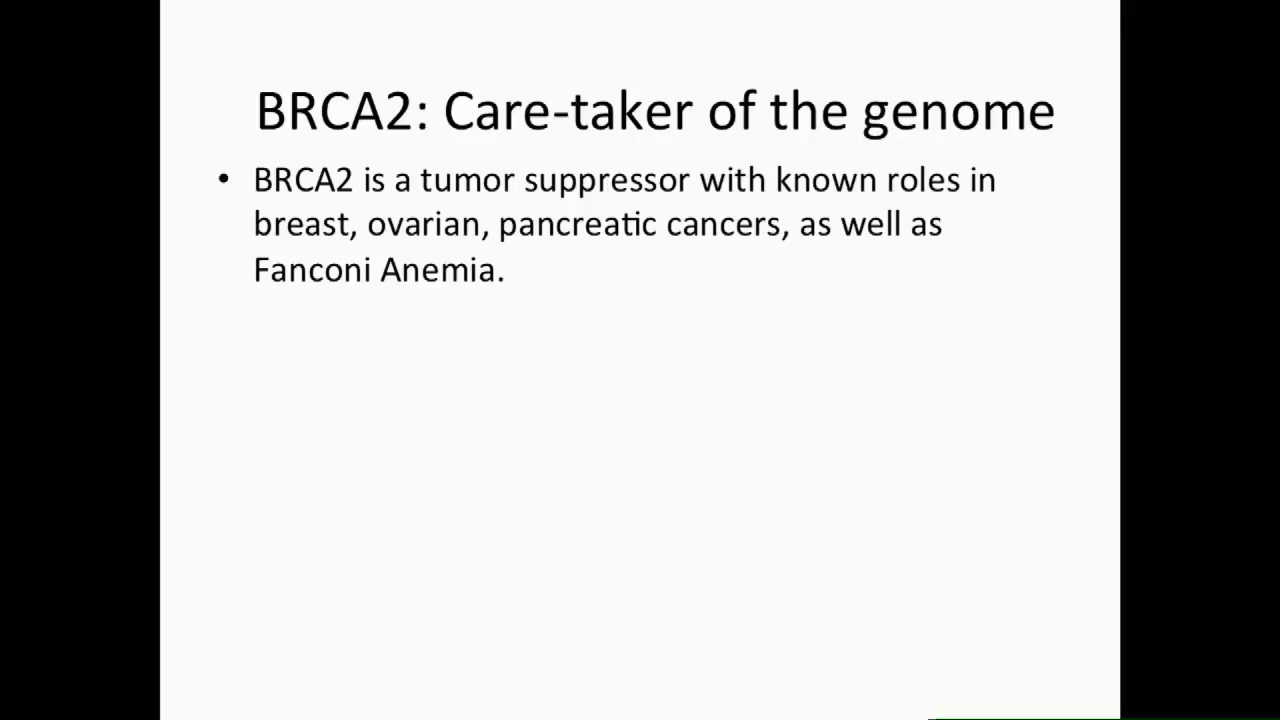 BRCA2: Care-taker of the genome
• BRCA2 is a tumor suppressor with known roles in
breast, ovarian, pancreatic cancers, as well as
Fanconi Anemia.